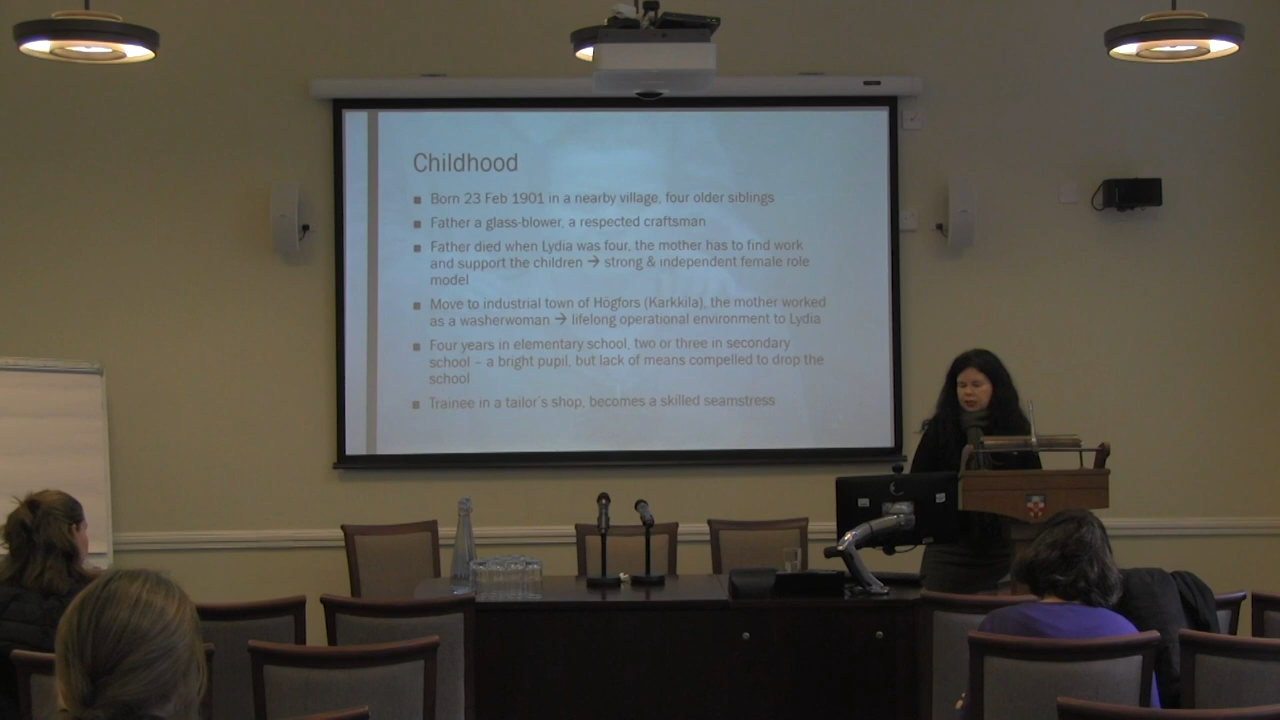 Childhood
Born 23 Feb 1901 in a nearby village, four older siblings
Father a glass-blower, a respected craftsman
Father died when Lydia was four, the mother has to find work
and support the children → strong & independent female role
model
Move to industrial town of Högfors (Karkkila), the mother worked
as a washerwoman → lifelong operational environment to Lydia
Four years in elementary school, two or three in secondary
school – a bright pupil, but lack of means compelled to drop the
school
Trainee in a tailor´s shop, becomes a skilled seamstress